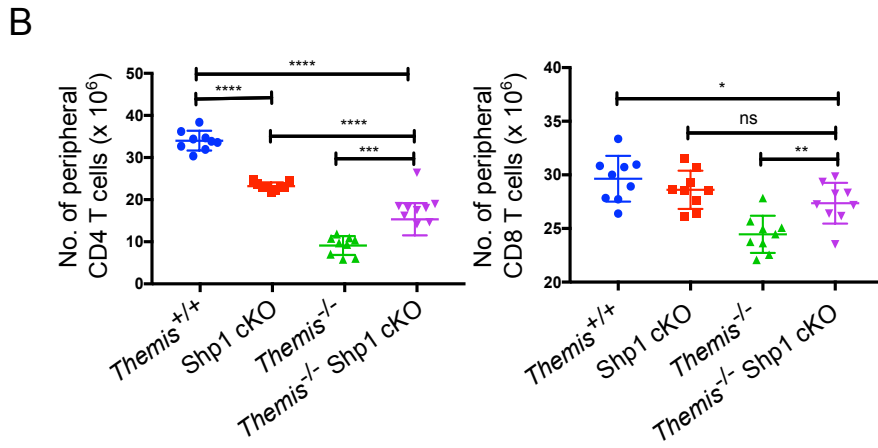 B
No. of peripheral
CD4 T cells (x 10⁶)
50
40
30
20
10
0
****
****
****
***
Themis⁺/⁺
Shp1 cKO
Themis⁻/⁻
Themis⁻/⁻ Shp1 cKO
No. of peripheral
CD8 T cells (x 10⁶)
40
35
30
25
20
*
ns
**
Themis⁺/⁺
Shp1 cKO
Themis⁻/⁻
Themis⁻/⁻ Shp1 cKO